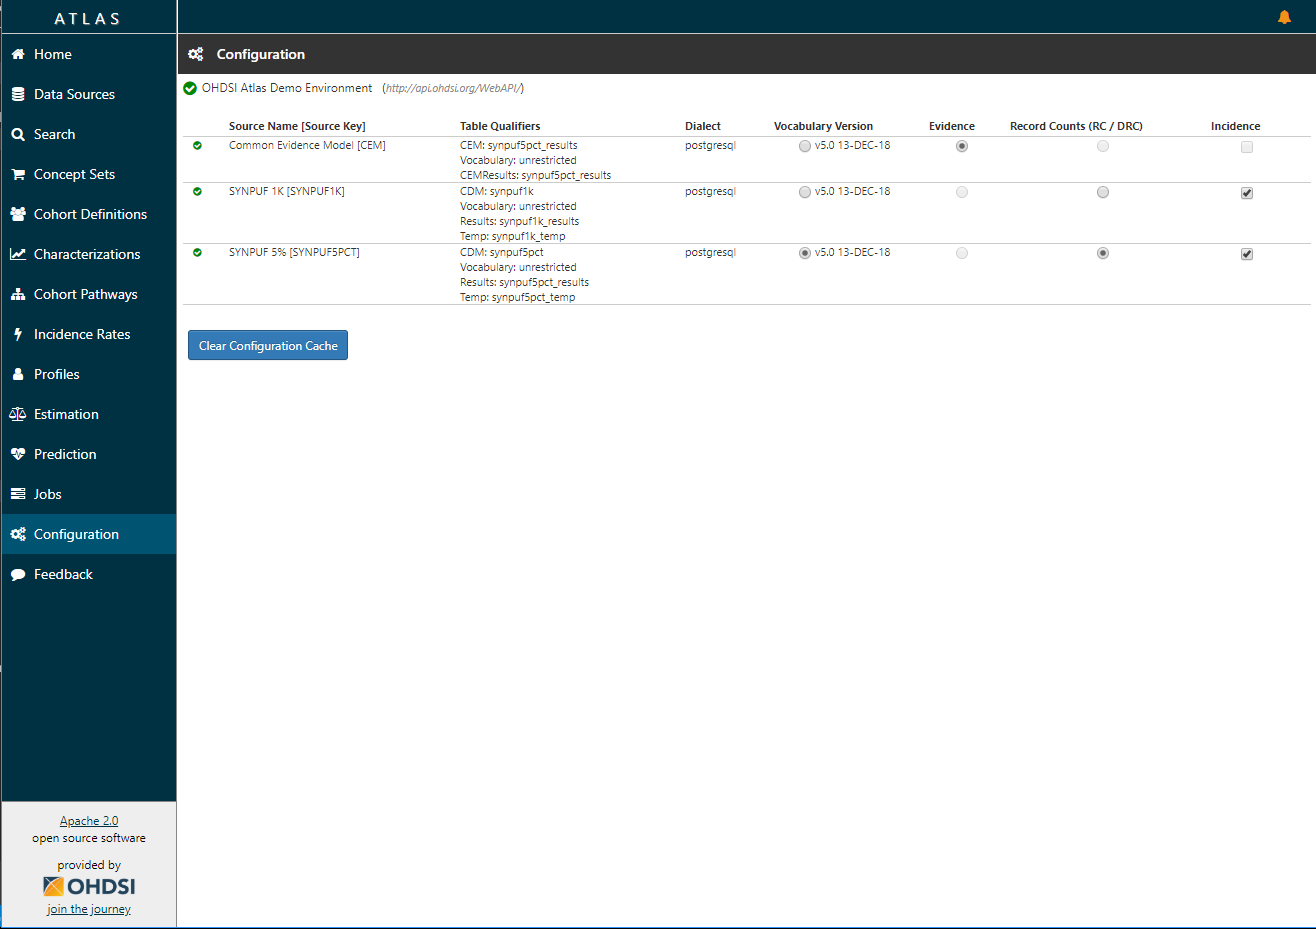 ATLAS
Home
Data Sources
Search
Concept Sets
Cohort Definitions
Characterizations
Cohort Pathways
Incidence Rates
Profiles
Estimation
Prediction
Jobs
Configuration
Feedback
Apache 2.0
open source software
provided by
OHDSI
join the journey
Configuration
OHDSI Atlas Demo Environment (http://api.ohdsi.org/WebAPI/)
Source Name [Source Key] Table Qualifiers Dialect Vocabulary Version Evidence Record Counts (RC / DRC) Incidence
Common Evidence Model [CEM] CEM: synpuf5pct_results postgresql v5.0 13-DEC-18
Vocabulary: unrestricted
CEMResults: synpuf5pct_results
SYNPUF 1K [SYNPUF1K] CDM: synpuf1k postgresql v5.0 13-DEC-18
Vocabulary: unrestricted
Results: synpuf1k_results
Temp: synpuf1k_temp
SYNPUF 5% [SYNPUF5PCT] CDM: synpuf5pct postgresql v5.0 13-DEC-18
Vocabulary: unrestricted
Results: synpuf5pct_results
Temp: synpuf5pct_temp
Clear Configuration Cache